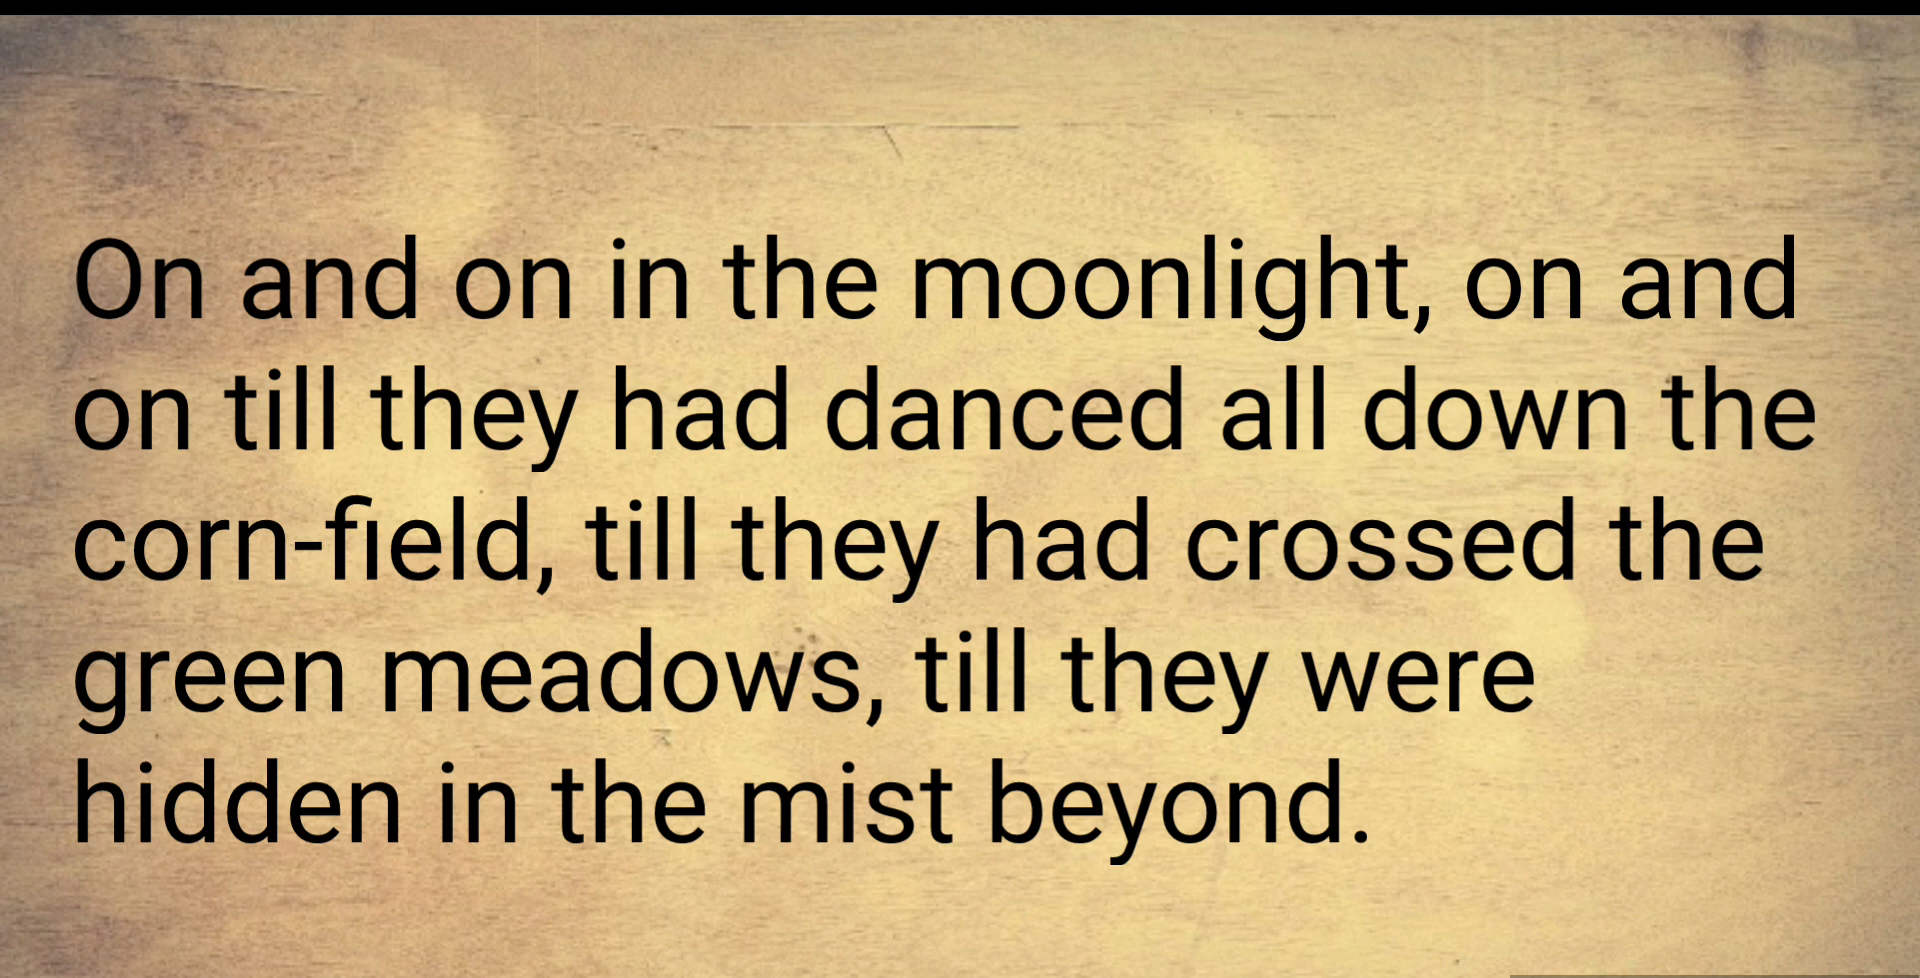 On and on in the moonlight, on and
on till they had danced all down the
corn-field, till they had crossed the
green meadows, till they were
hidden in the mist beyond.